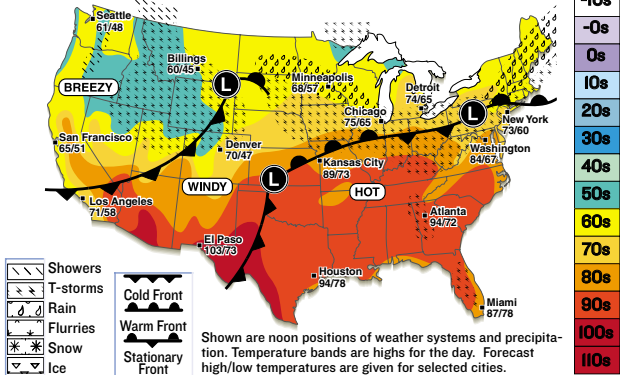 Seattle
61/48
Billings
60/45
BREEZY
Minneapolis
68/57
Detroit
74/65
Chicago
75/65
New York
73/60
San Francisco
65/51
Denver
70/47
Washington
84/67
Kansas City
89/73
WINDY
HOT
Los Angeles
71/58
Atlanta
94/72
El Paso
103/73
Houston
94/78
Miami
87/78
L
L
L
Showers
T-storms
Rain
Flurries
Snow
Ice
Cold Front
Warm Front
Stationary
Front
Shown are noon positions of weather systems and precipita-
tion. Temperature bands are highs for the day. Forecast
high/low temperatures are given for selected cities.
-10s
-0s
0s
10s
20s
30s
40s
50s
60s
70s
80s
90s
100s
110s